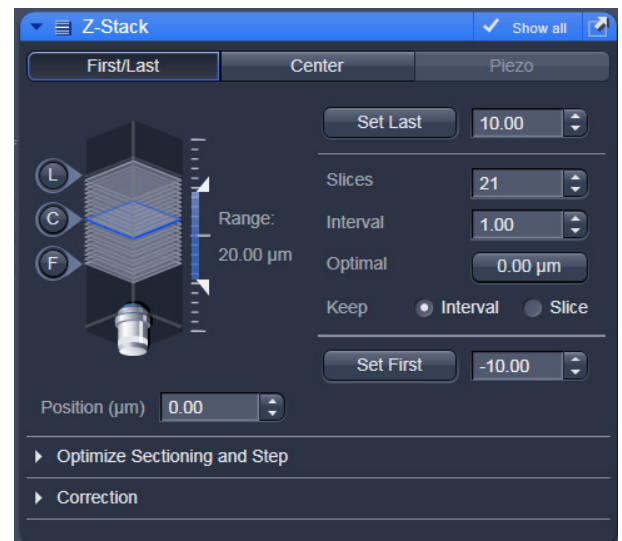 Z-Stack Show all
First/Last Center Piezo
Set Last 10.00
L
Slices 21
C Range: Interval 1.00
20.00 µm Optimal 0.00 µm
F
Keep Interval Slice
Set First -10.00
Position (µm) 0.00
Optimize Sectioning and Step
Correction